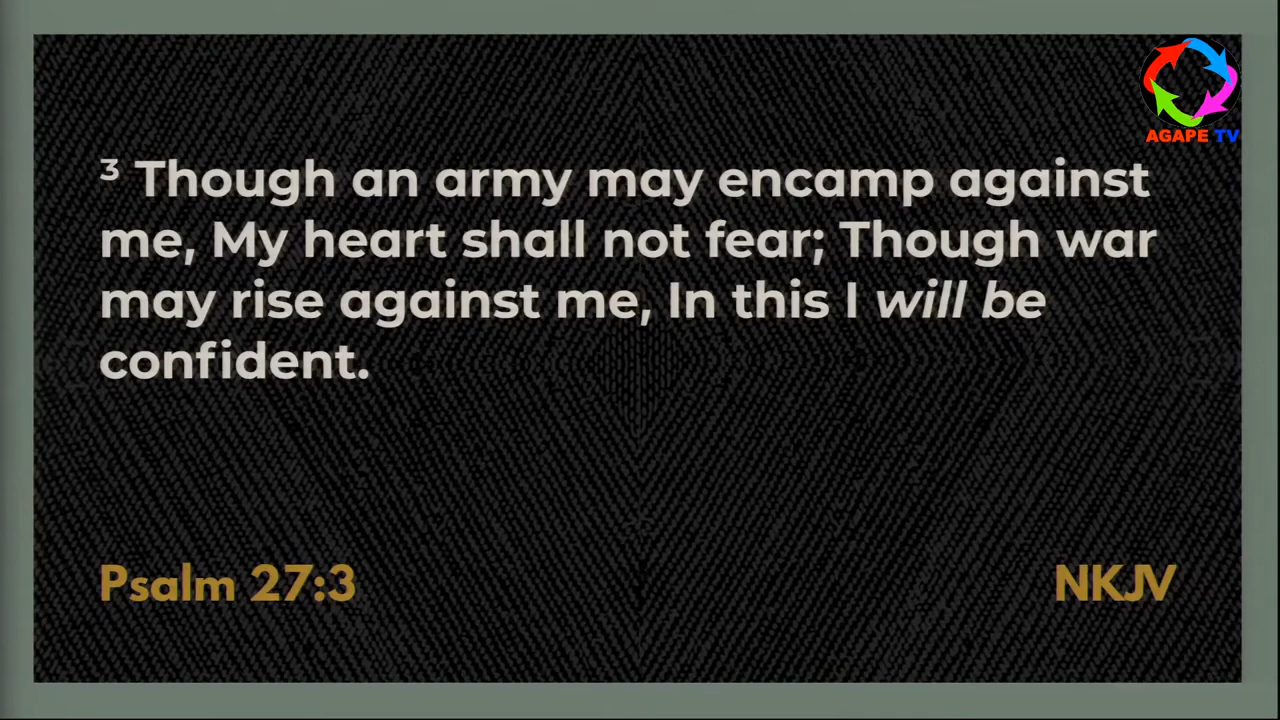 AGAPE TV
³ Though an army may encamp against
me, My heart shall not fear; Though war
may rise against me, In this I will be
confident.
Psalm 27:3
NKJV